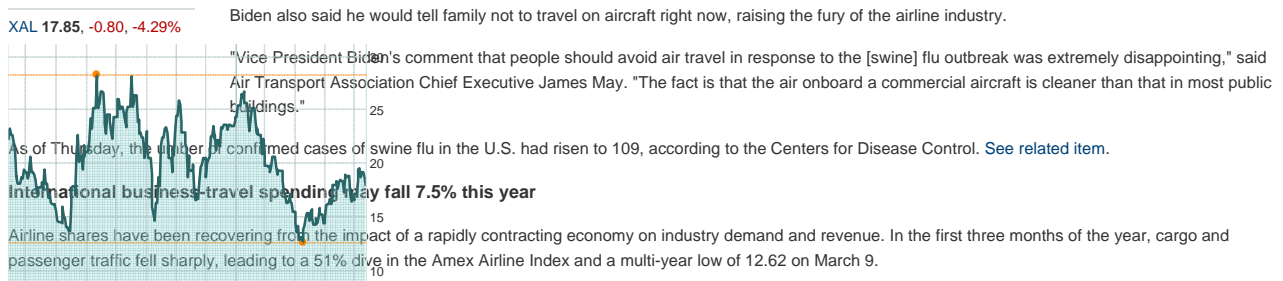 XAL 17.85, -0.80, -4.29%
Biden also said he would tell family not to travel on aircraft right now, raising the fury of the airline industry.
"Vice President Biden's comment that people should avoid air travel in response to the [swine] flu outbreak was extremely disappointing," said
Air Transport Association Chief Executive James May. "The fact is that the air onboard a commercial aircraft is cleaner than that in most public
buildings."
As of Thursday, the umber of confirmed cases of swine flu in the U.S. had risen to 109, according to the Centers for Disease Control. See related item.
International business-travel spending may fall 7.5% this year
Airline shares have been recovering from the impact of a rapidly contracting economy on industry demand and revenue. In the first three months of the year, cargo and
passenger traffic fell sharply, leading to a 51% dive in the Amex Airline Index and a multi-year low of 12.62 on March 9.
30
25
20
15
10